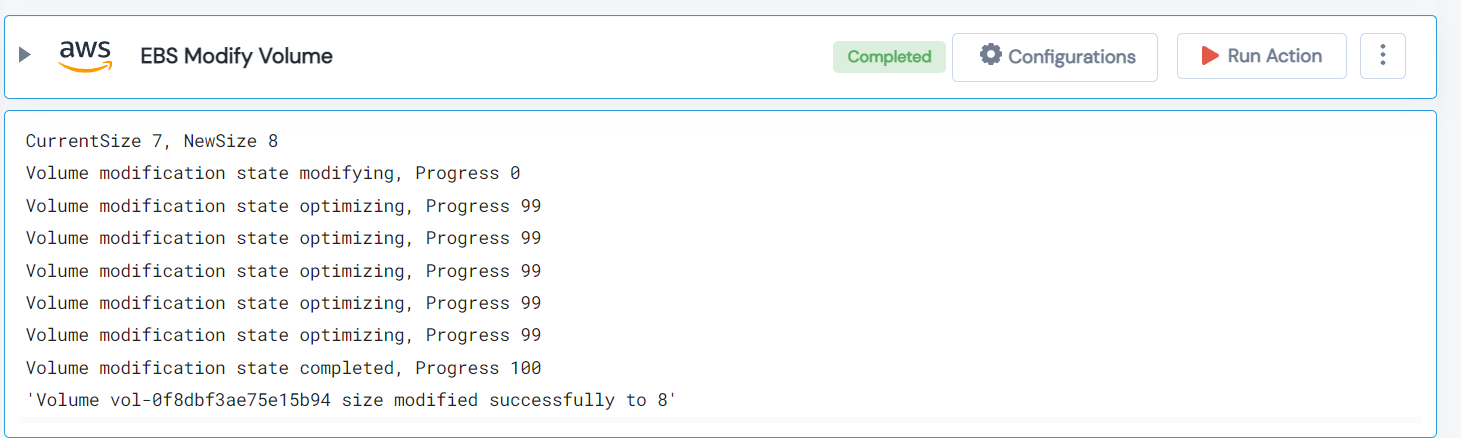 aws EBS Modify Volume Completed Configurations Run Action
CurrentSize 7, NewSize 8
Volume modification state modifying, Progress 0
Volume modification state optimizing, Progress 99
Volume modification state optimizing, Progress 99
Volume modification state optimizing, Progress 99
Volume modification state optimizing, Progress 99
Volume modification state optimizing, Progress 99
Volume modification state completed, Progress 100
'Volume vol-0f8dbf3ae75e15b94 size modified successfully to 8'